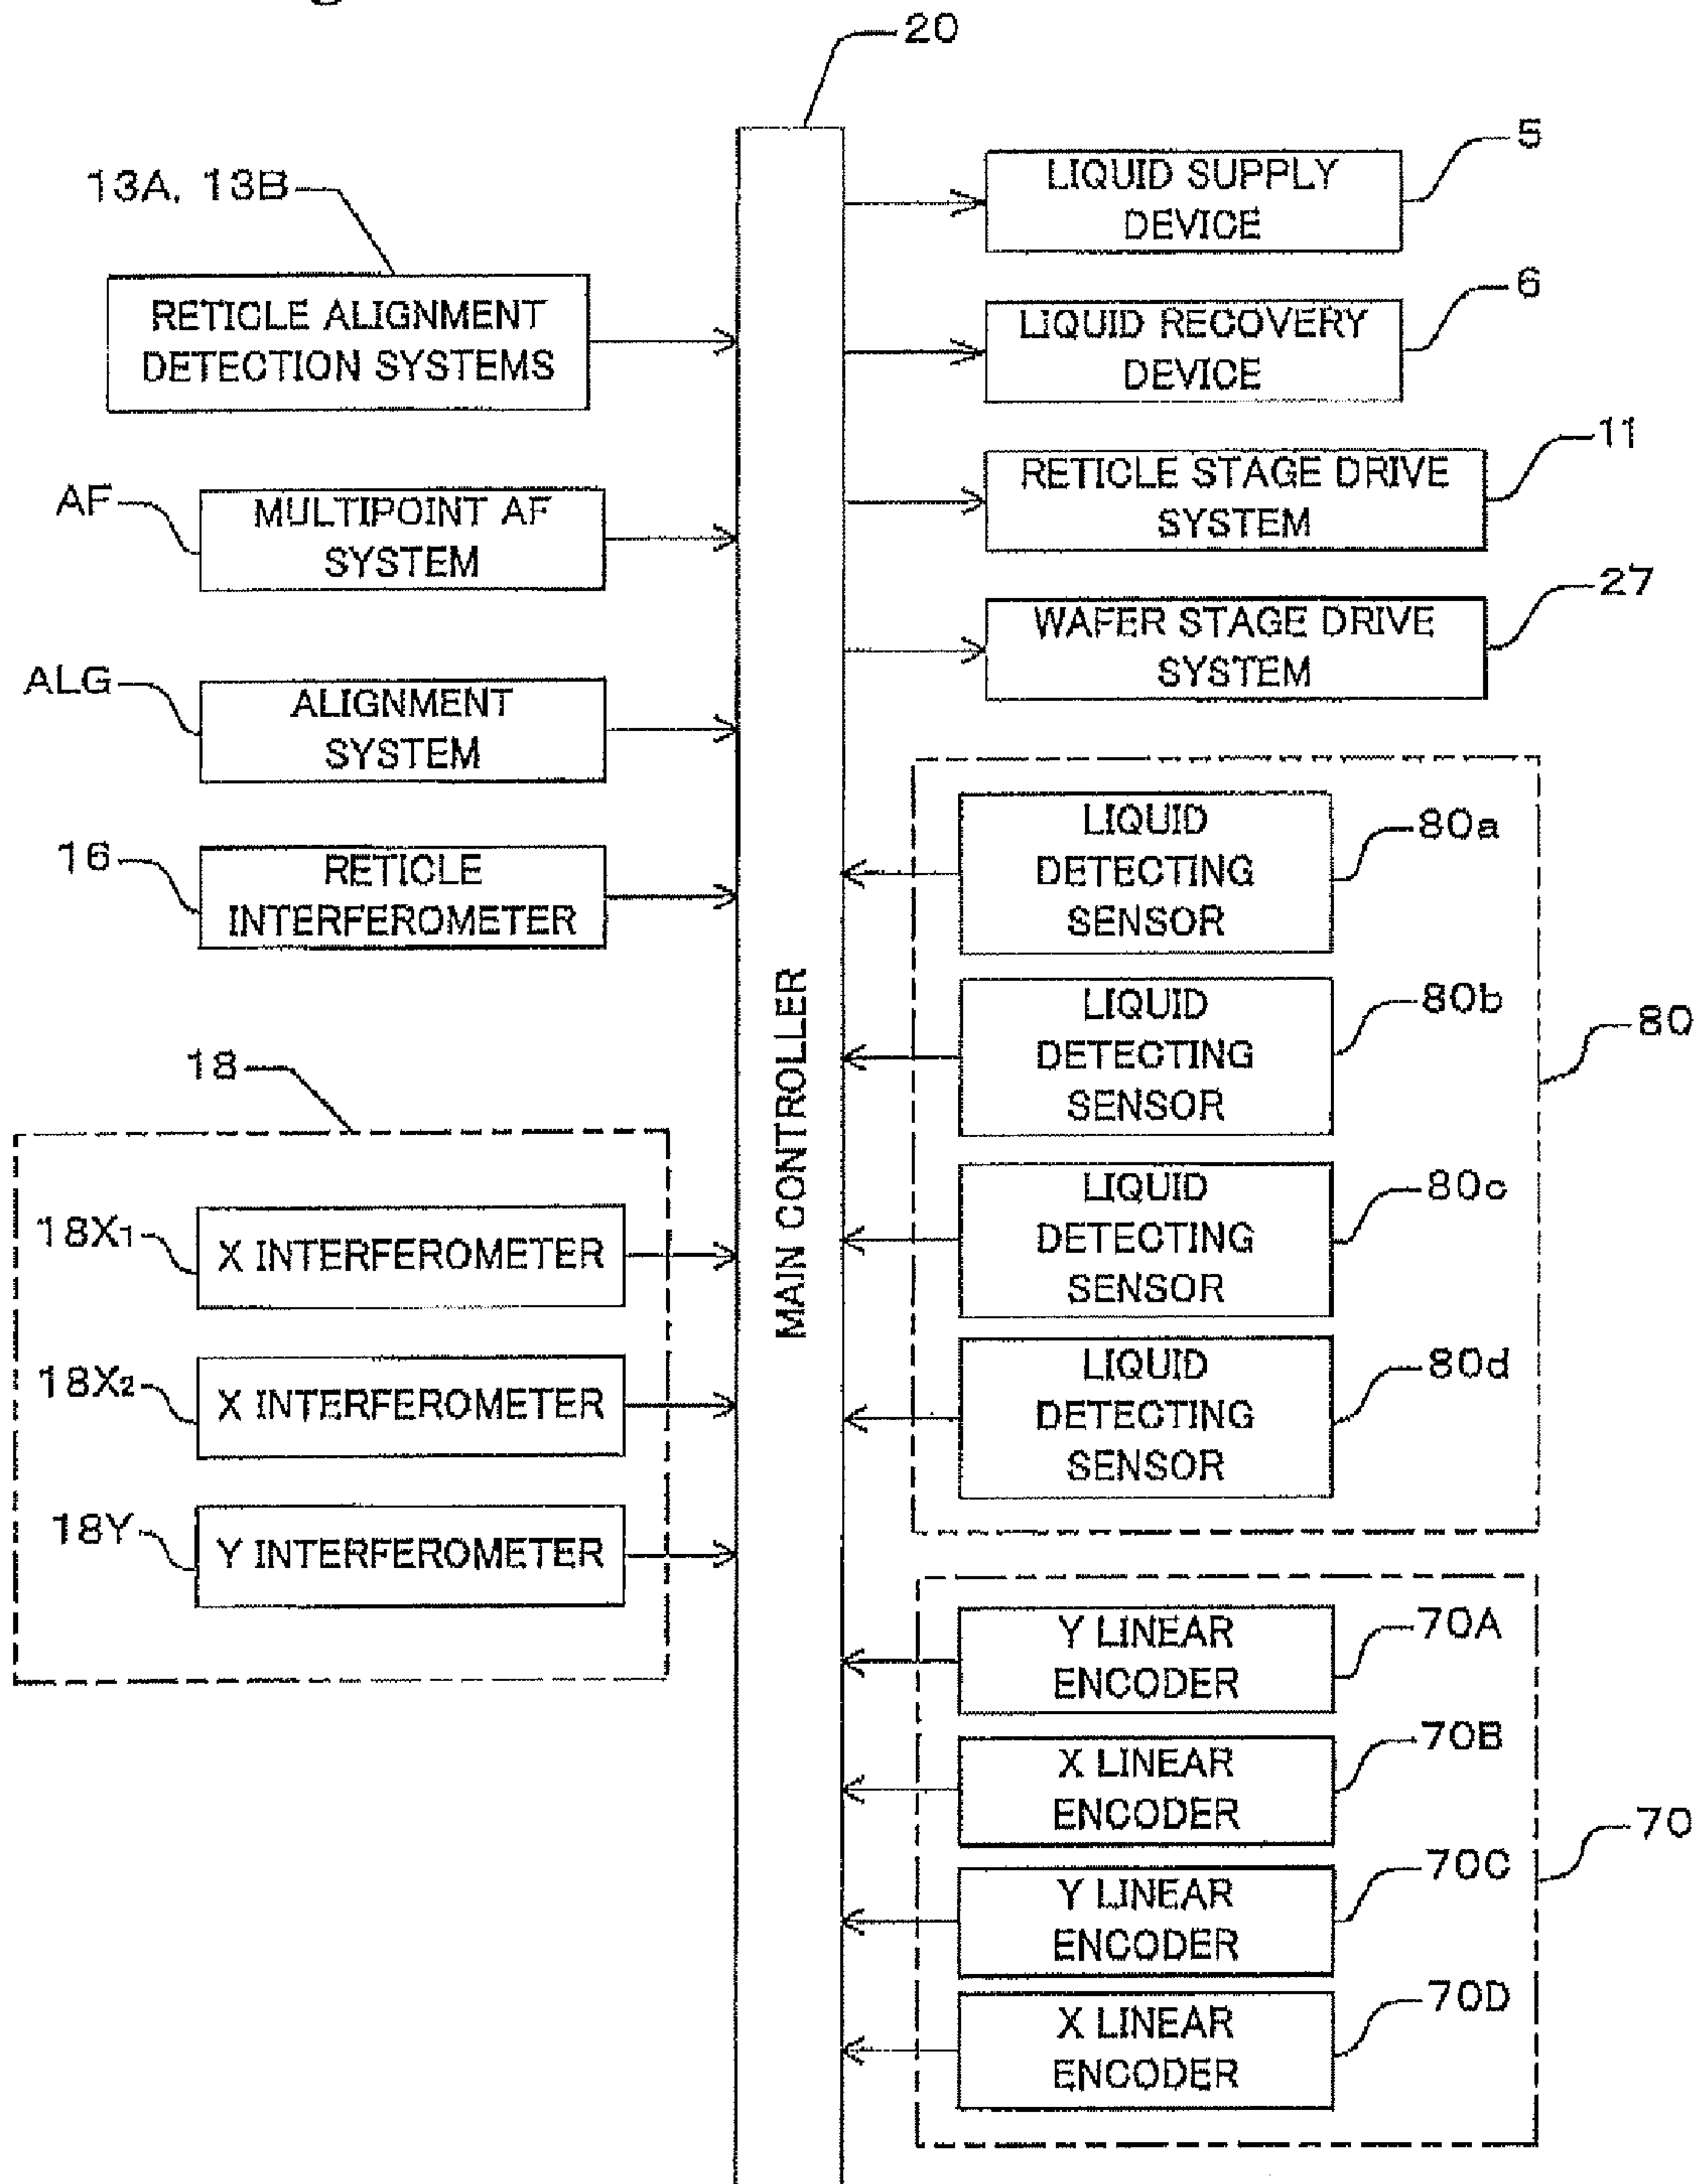 20
13A, 13B
RETICLE ALIGNMENT
DETECTION SYSTEMS
AF
MULTIPOINT AF
SYSTEM
ALG
ALIGNMENT
SYSTEM
16
RETICLE
INTERFEROMETER
18
18X1
X INTERFEROMETER
18X2
X INTERFEROMETER
18Y
Y INTERFEROMETER
MAIN CONTROLLER
LIQUID SUPPLY
DEVICE
5
LIQUID RECOVERY
DEVICE
6
RETICLE STAGE DRIVE
SYSTEM
11
WAFER STAGE DRIVE
SYSTEM
27
LIQUID
DETECTING
SENSOR
80a
LIQUID
DETECTING
SENSOR
80b
80
LIQUID
DETECTING
SENSOR
80c
LIQUID
DETECTING
SENSOR
80d
Y LINEAR
ENCODER
70A
X LINEAR
ENCODER
70B
70
Y LINEAR
ENCODER
70C
X LINEAR
ENCODER
70D